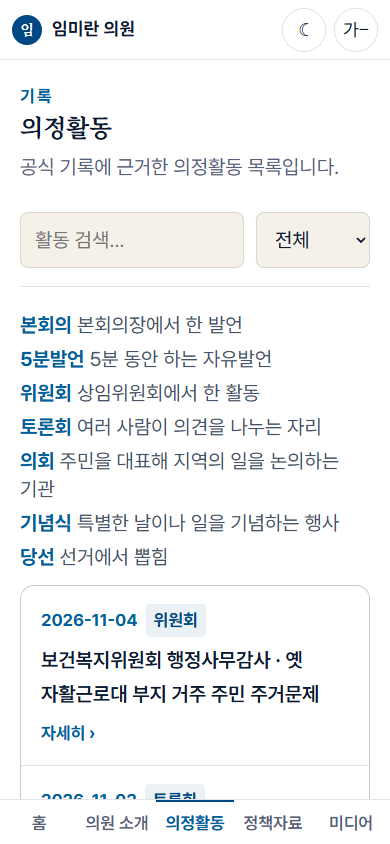 임 임미란 의원
가−
기록
의정활동
공식 기록에 근거한 의정활동 목록입니다.
활동 검색...
전체
본회의 본회의장에서 한 발언
5분발언 5분 동안 하는 자유발언
위원회 상임위원회에서 한 활동
토론회 여러 사람이 의견을 나누는 자리
의회 주민을 대표해 지역의 일을 논의하는
기관
기념식 특별한 날이나 일을 기념하는 행사
당선 선거에서 뽑힘
2026-11-04 위원회
보건복지위원회 행정사무감사 · 옛
자활근로대 부지 거주 주민 주거문제
자세히 ›
홈 의원 소개 의정활동 정책자료 미디어